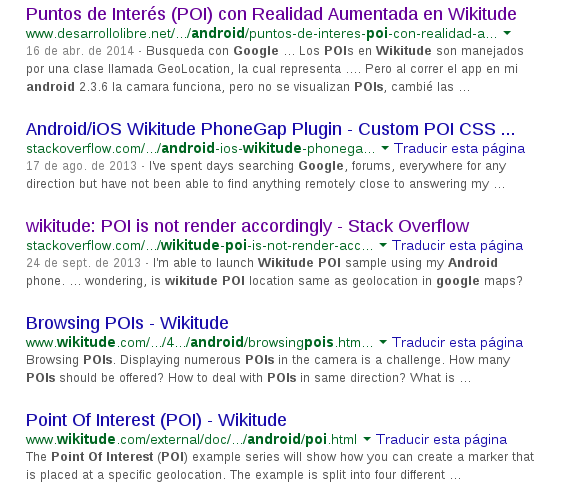 Puntos de Interés (POI) con Realidad Aumentada en Wikitude
www.desarrollolibre.net/.../android/puntos-de-interes-poi-con-realidad-a...
16 de abr. de 2014 - Busqueda con Google ... Los POIs en Wikitude son manejados
por una clase llamada GeoLocation, la cual representa .... Pero al correr el app en mi
android 2.3.6 la camara funciona, pero no se visualizan POIs, cambié las ...
Android/iOS Wikitude PhoneGap Plugin - Custom POI CSS ...
stackoverflow.com/.../android-ios-wikitude-phonega... Traducir esta página
17 de ago. de 2013 - I've spent days searching Google, forums, everywhere for any
direction but have not been able to find anything remotely close to answering my ...
wikitude: POI is not render accordingly - Stack Overflow
stackoverflow.com/.../wikitude-poi-is-not-render-acc... Traducir esta página
24 de sept. de 2013 - I'm able to launch Wikitude POI sample using my Android
phone. ... wondering, is wikitude POI location same as geolocation in google maps?
Browsing POIs - Wikitude
www.wikitude.com/.../4.../android/browsingpois.htm... Traducir esta página
Browsing POIs. Displaying numerous POIs in the camera is a challenge. How many
POIs should be offered? How to deal with POIs in same direction? What is ...
Point Of Interest (POI) - Wikitude
www.wikitude.com/external/doc/.../android/poi.html Traducir esta página
The Point Of Interest (POI) example series will show how you can create a marker that
is placed at a specific geolocation. The example is split into four different ...